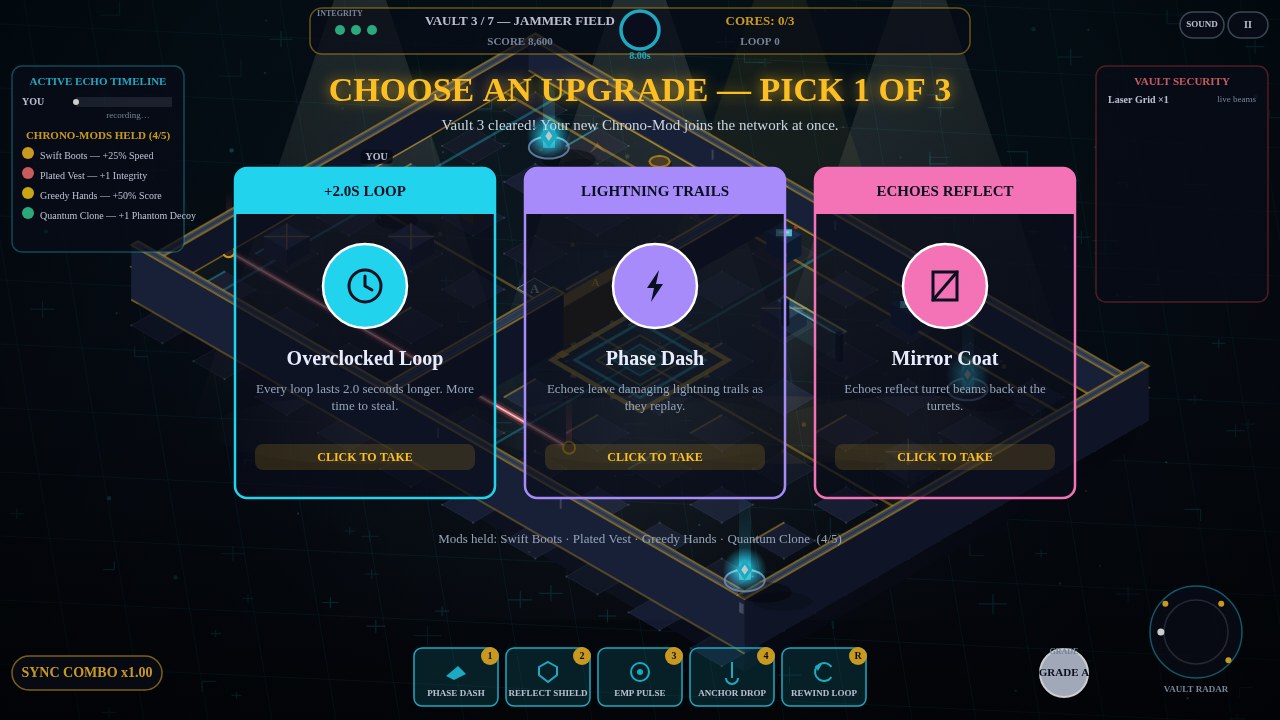 INTEGRITY
VAULT 3 / 7 — JAMMER FIELD
SCORE 8,600
8.00s
CORES: 0/3
LOOP 0
SOUND
II
ACTIVE ECHO TIMELINE
YOU
recording…
CHRONO-MODS HELD (4/5)
Swift Boots — +25% Speed
Plated Vest — +1 Integrity
Greedy Hands — +50% Score
Quantum Clone — +1 Phantom Decoy
VAULT SECURITY
Laser Grid ×1
live beams
CHOOSE AN UPGRADE — PICK 1 OF 3
Vault 3 cleared! Your new Chrono-Mod joins the network at once.
YOU
+2.0S LOOP
Overclocked Loop
Every loop lasts 2.0 seconds longer. More
time to steal.
CLICK TO TAKE
LIGHTNING TRAILS
Phase Dash
Echoes leave damaging lightning trails as
they replay.
CLICK TO TAKE
ECHOES REFLECT
Mirror Coat
Echoes reflect turret beams back at the
turrets.
CLICK TO TAKE
Mods held: Swift Boots · Plated Vest · Greedy Hands · Quantum Clone (4/5)
SYNC COMBO x1.00
1
PHASE DASH
2
REFLECT SHIELD
3
EMP PULSE
4
ANCHOR DROP
R
REWIND LOOP
GRADE
GRADE A
VAULT RADAR